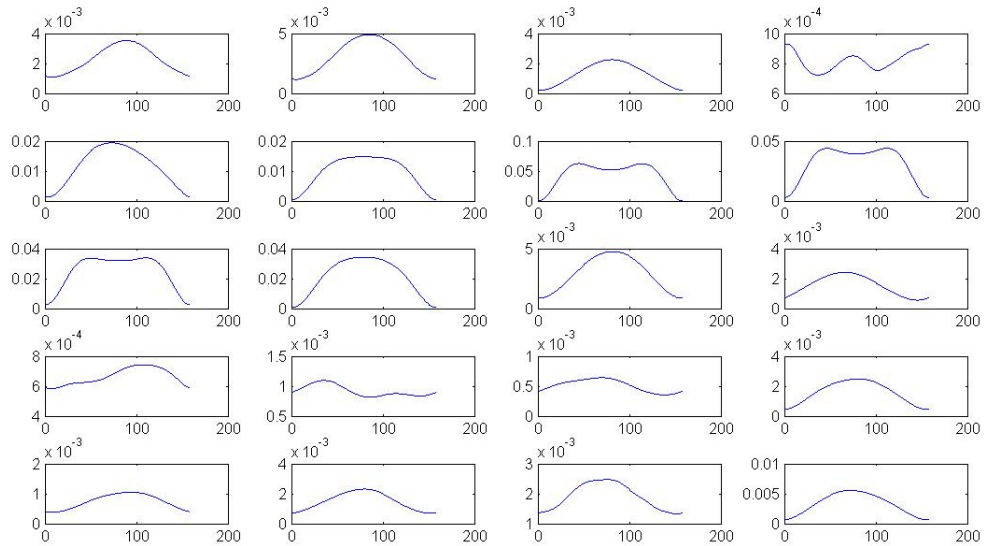 x 10⁻³ x 10⁻³ x 10⁻³ x 10⁻⁴
4 5 4 10
2 2 8
0 0 0 6
0 100 200 0 100 200 0 100 200 0 100 200
0.02 0.02 0.1 0.05
0.01 0.01 0.05
0 0 0 0
0 100 200 0 100 200 0 100 200 0 100 200
x 10⁻³ x 10⁻³
0.04 0.04 5 4
0.02 0.02 2
0 0 0 0
0 100 200 0 100 200 0 100 200 0 100 200
x 10⁻⁴ x 10⁻³ x 10⁻³ x 10⁻³
8 1.5 1 4
6 1 0.5 2
4 0.5 0 0
0 100 200 0 100 200 0 100 200 0 100 200
x 10⁻³ x 10⁻³ x 10⁻³
2 4 3 0.01
1 2 2 0.005
0 0 1 0
0 100 200 0 100 200 0 100 200 0 100 200